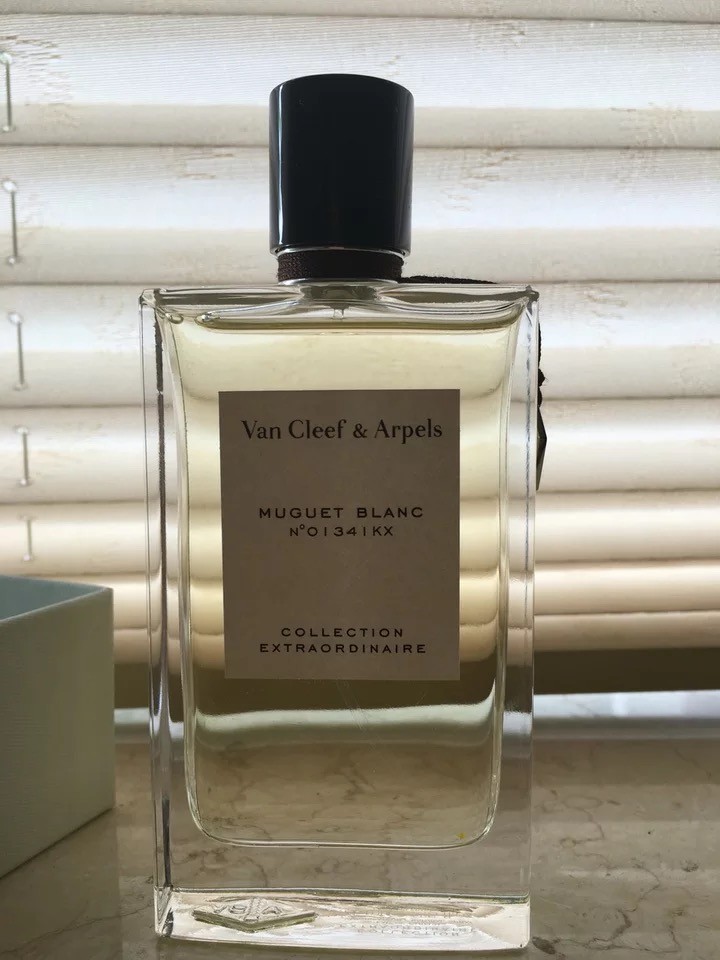 Van Cleef & Arpels
MUGUET BLANC
N°01341KX
COLLECTION
EXTRAORDINAIRE